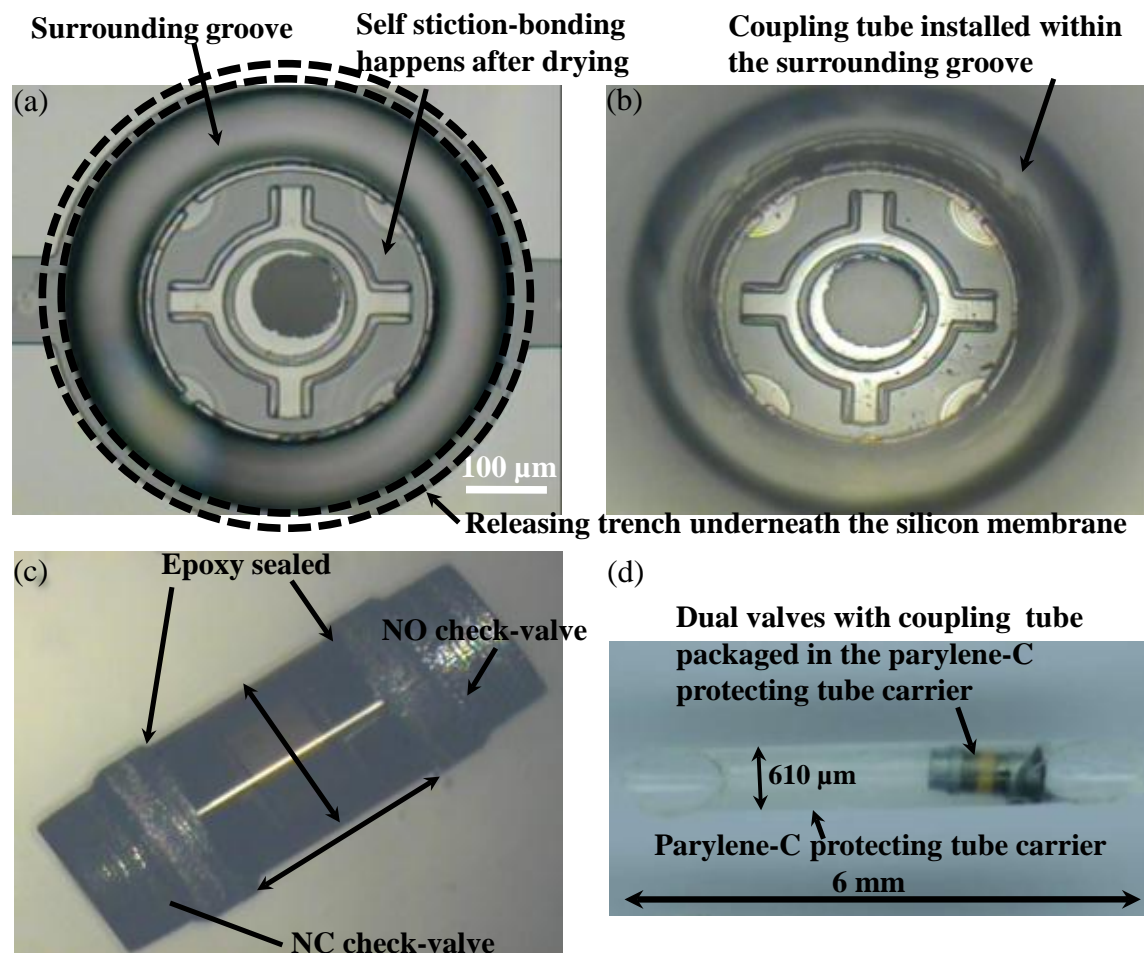 Surrounding groove
Self stiction-bonding
happens after drying
Coupling tube installed within
the surrounding groove
(a)
(b)
100 µm
Releasing trench underneath the silicon membrane
(c)
Epoxy sealed
NO check-valve
NC check-valve
(d)
Dual valves with coupling tube
packaged in the parylene-C
protecting tube carrier
610 µm
Parylene-C protecting tube carrier
6 mm